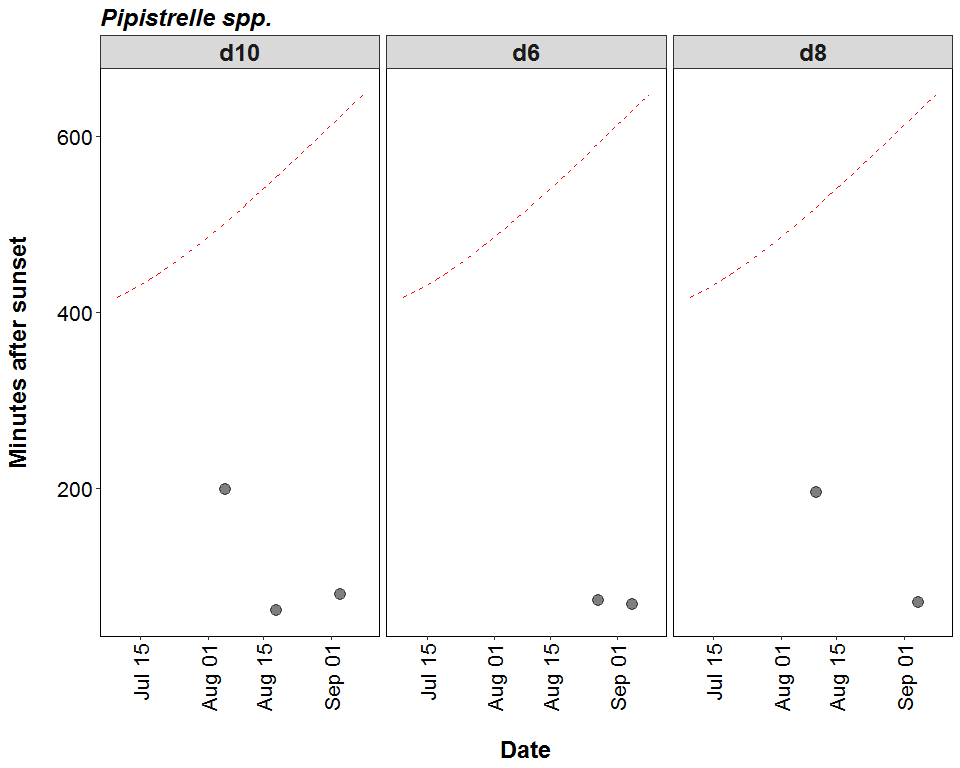 Pipistrelle spp.
d10
d6
d8
Minutes after sunset
600
400
200
Jul 15
Aug 01
Aug 15
Sep 01
Jul 15
Aug 01
Aug 15
Sep 01
Jul 15
Aug 01
Aug 15
Sep 01
Date